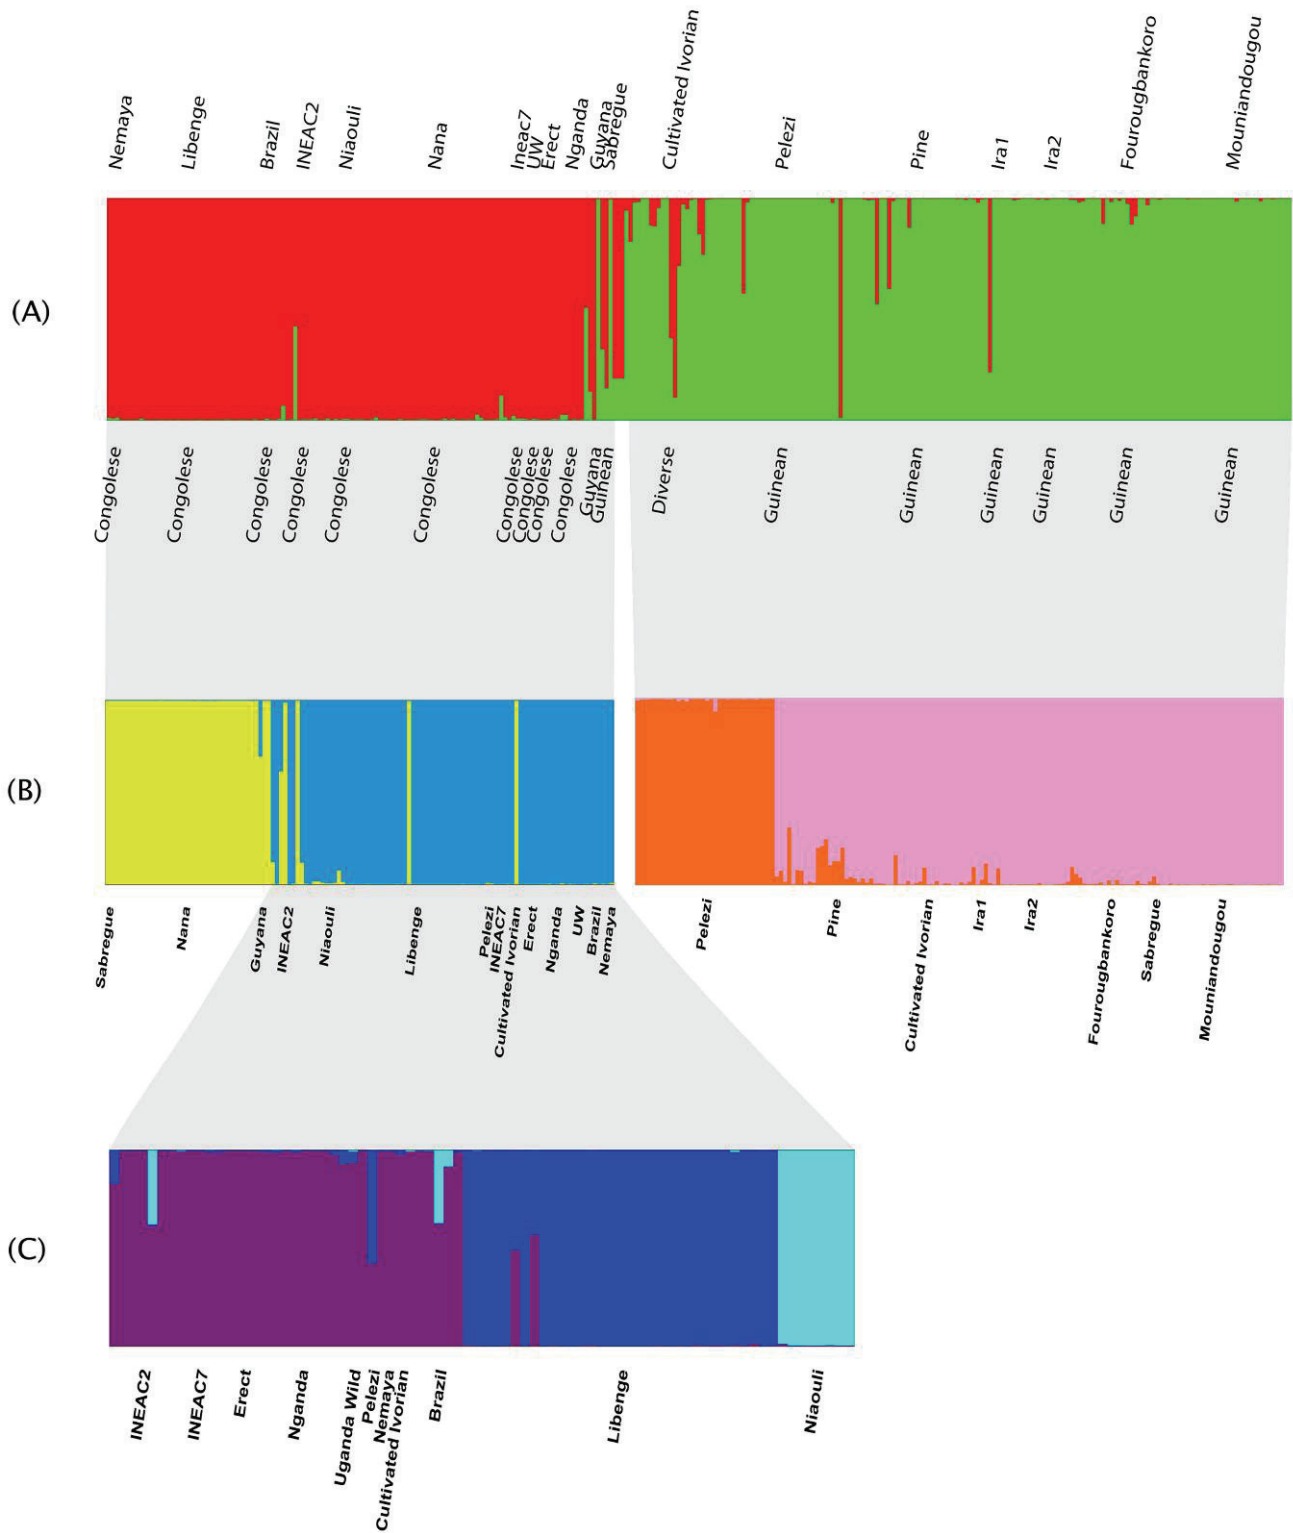 Nemaya
Libenge
Brazil
INEAC2
Niaouli
Nana
Ineac7
UW
Erect
Nganda
Guyana
Sabregue
Cultivated Ivorian
Pelezi
Pine
Ira1
Ira2
Fourougbankoro
Mouniandougou
(A)
Congolese
Congolese
Congolese
Congolese
Congolese
Congolese
Congolese
Congolese
Congolese
Congolese
Guyana
Guinean
Diverse
Guinean
Guinean
Guinean
Guinean
Guinean
Guinean
(B)
Sabregue
Nana
Guyana
INEAC2
Niaouli
Libenge
Pelezi
INEAC7
Cultivated Ivorian
Erect
Nganda
UW
Brazil
Nemaya
Pelezi
Pine
Cultivated Ivorian
Ira1
Ira2
Fourougbankoro
Sabregue
Mouniandougou
(C)
INEAC2
INEAC7
Erect
Nganda
Uganda Wild
Pelezi
Nemaya
Cultivated Ivorian
Brazil
Libenge
Niaouli